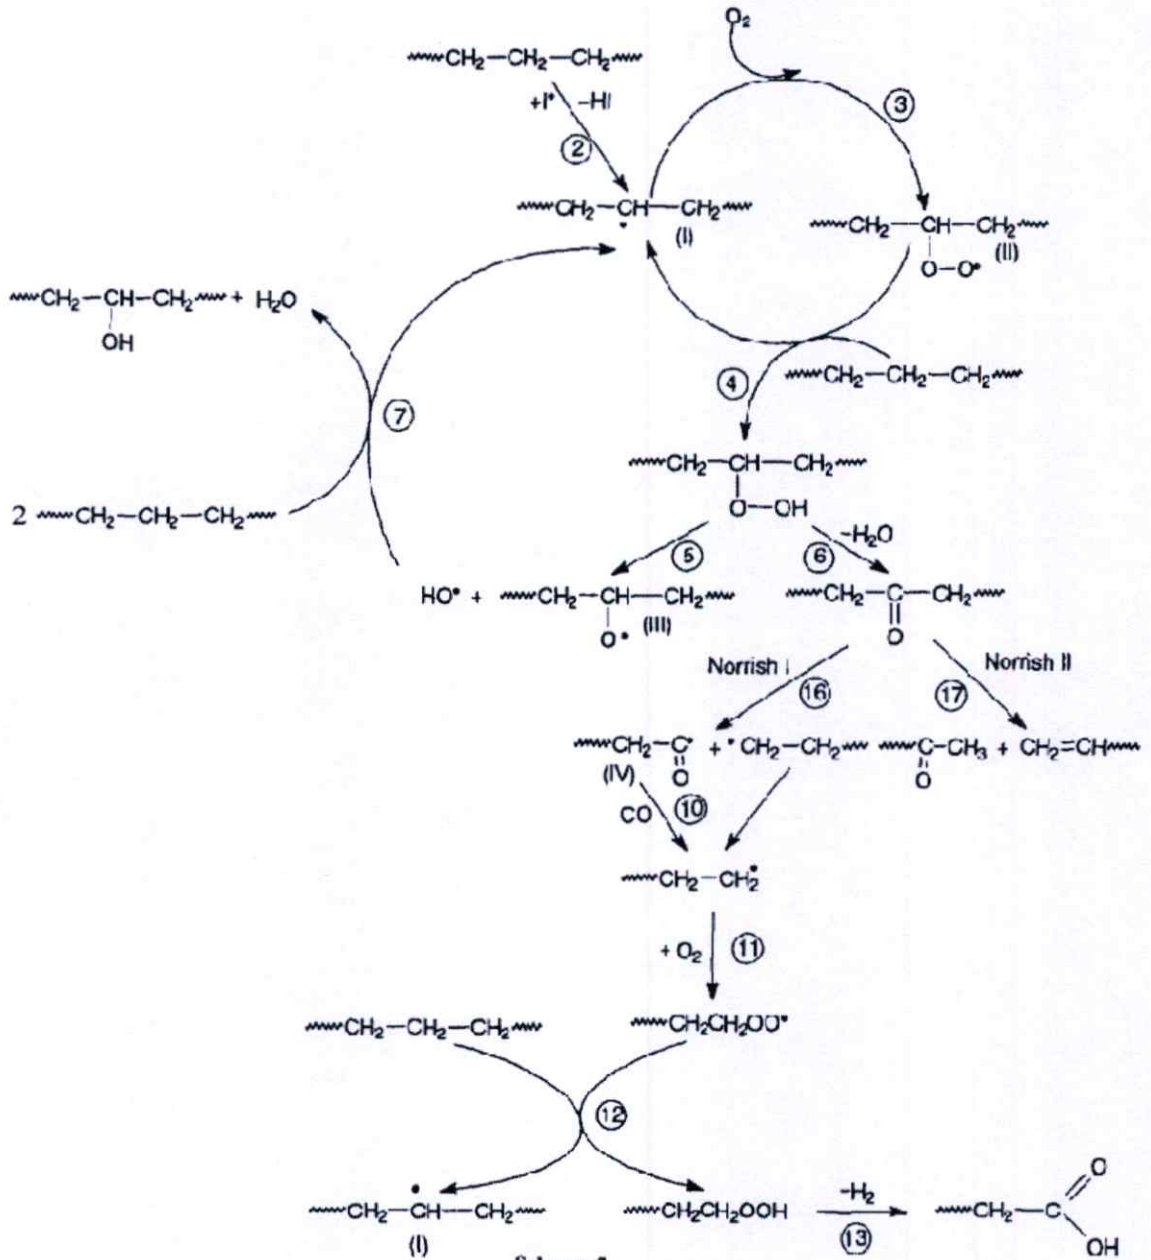 O₂
CH₂—CH₂—CH₂
+I• –HI
②
③
CH₂—CH—CH₂
•
(I)
CH₂—CH—CH₂
O—O•
(II)
CH₂—CH—CH₂ + H₂O
OH
④
CH₂—CH₂—CH₂
⑦
CH₂—CH—CH₂
O—OH
2 CH₂—CH₂—CH₂
⑤
⑥
–H₂O
HO• + CH₂—CH—CH₂
O•
(III)
CH₂—C—CH₂
O
Norrish I
⑯
⑰
Norrish II
CH₂—C• + •CH₂—CH₂
O
(IV)
C—CH₃ + CH₂=CH
O
CO
⑩
CH₂—CH₂•
+ O₂
⑪
CH₂—CH₂—CH₂
CH₂CH₂OO•
⑫
•
CH₂—CH—CH₂
(I)
CH₂CH₂OOH
–H₂
⑬
CH₂—C
O
OH